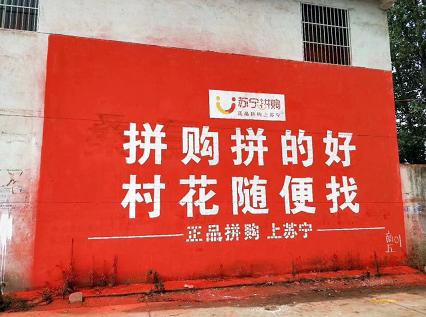 苏宁拼购
正品拼购上苏宁
拼购拼的好
村花随便找
正品拼购 上苏宁